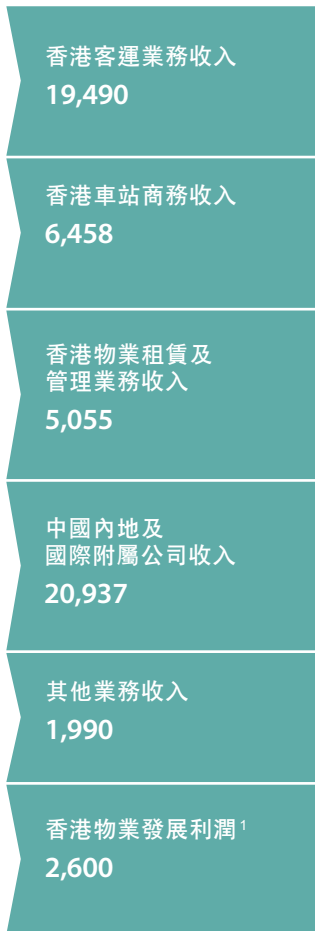 香港客運業務收入
19,490
香港車站商務收入
6,458
香港物業租賃及
管理業務收入
5,055
中國內地及
國際附屬公司收入
20,937
其他業務收入
1,990
香港物業發展利潤1
2,600